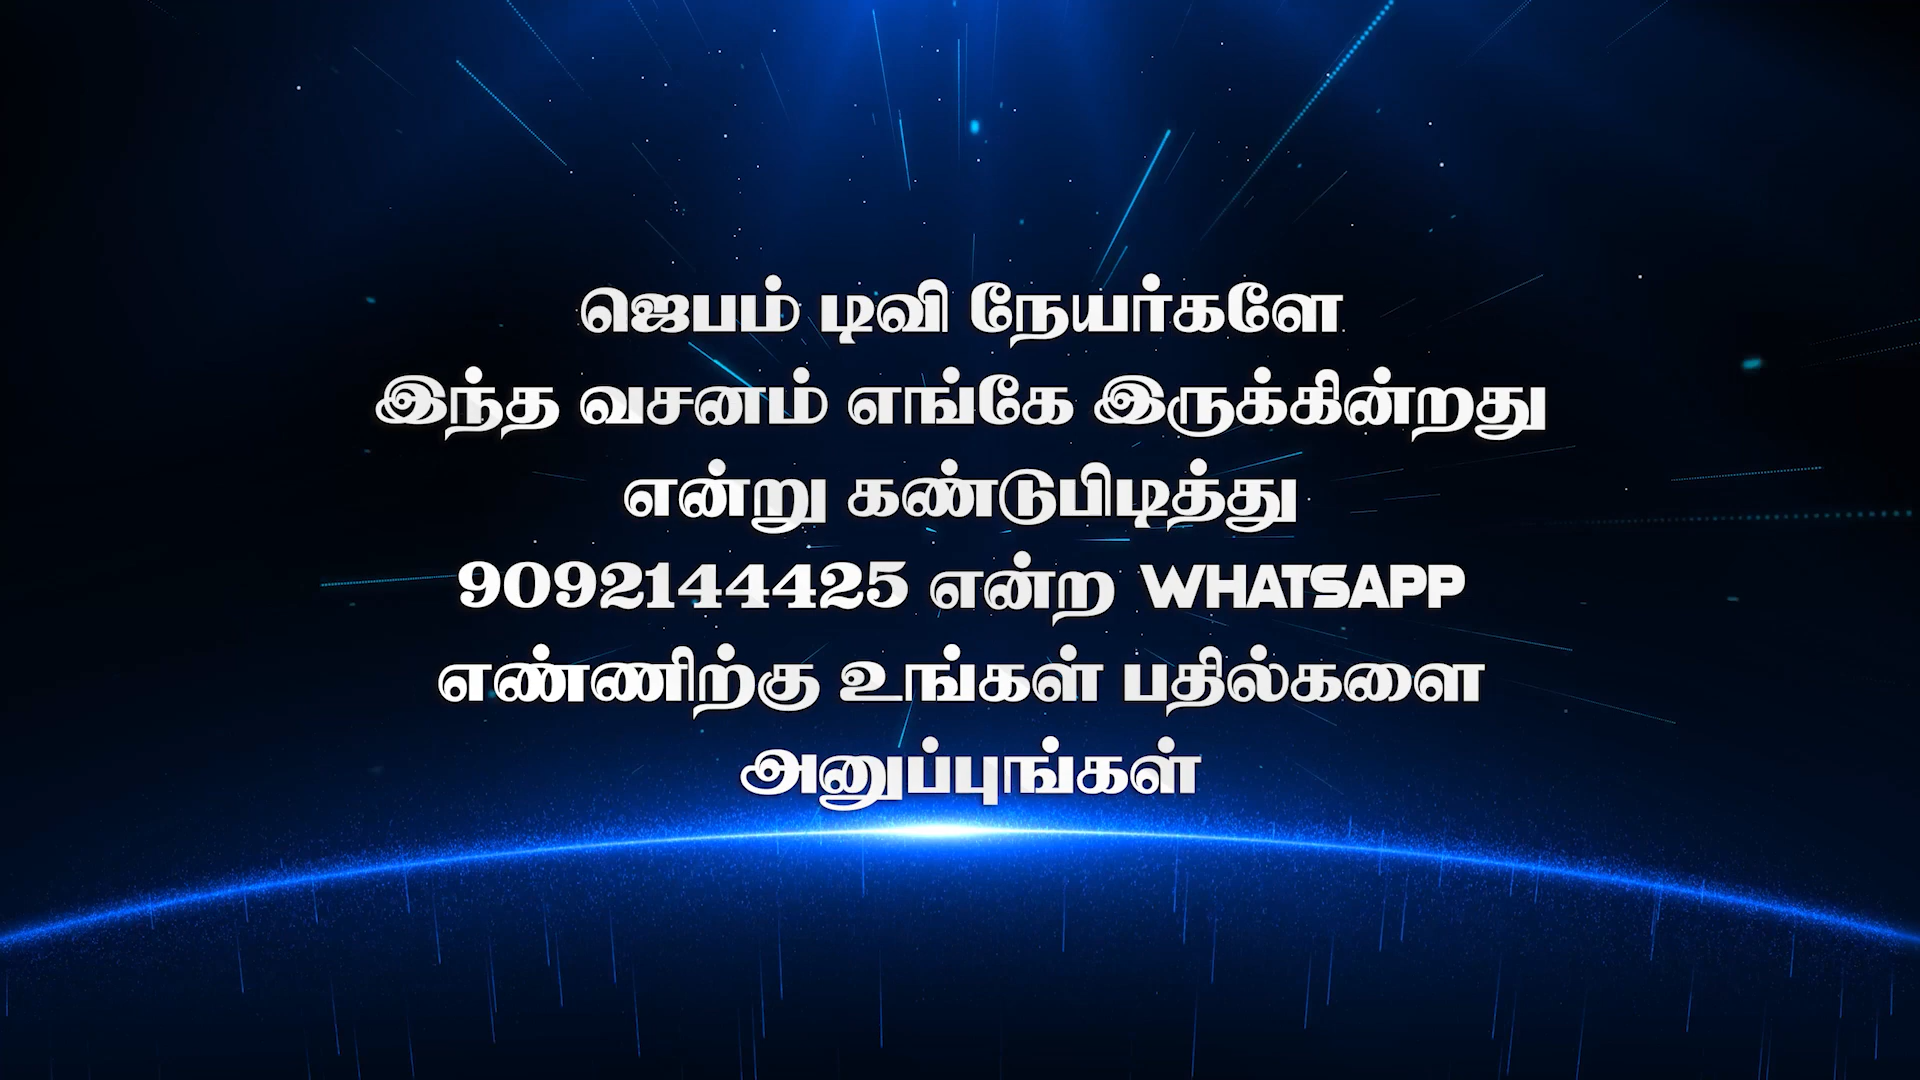 ஜெபம் டிவி நேயர்களே
இந்த வசனம் எங்கே இருக்கின்றது
என்று கண்டுபிடித்து
9092144425 என்ற WHATSAPP
எண்ணிற்கு உங்கள் பதில்களை
அனுப்புங்கள்